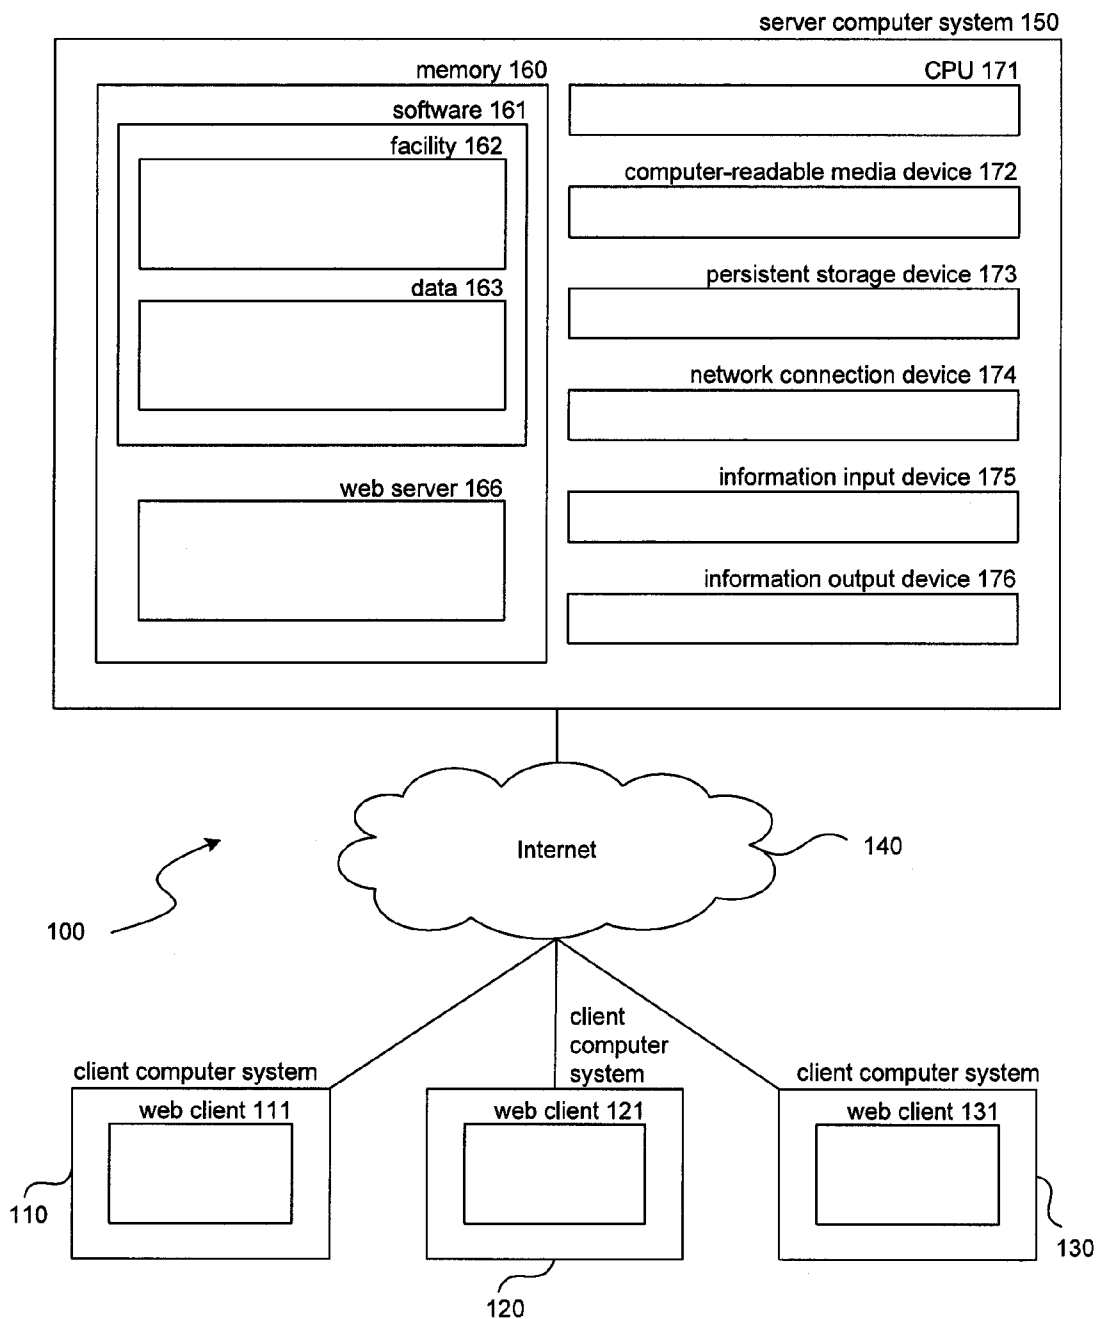 server computer system 150
memory 160
CPU 171
software 161
facility 162
computer-readable media device 172
persistent storage device 173
data 163
network connection device 174
web server 166
information input device 175
information output device 176
Internet
140
100
client
computer
system
client computer system
client computer system
web client 111
web client 121
web client 131
110
130
120